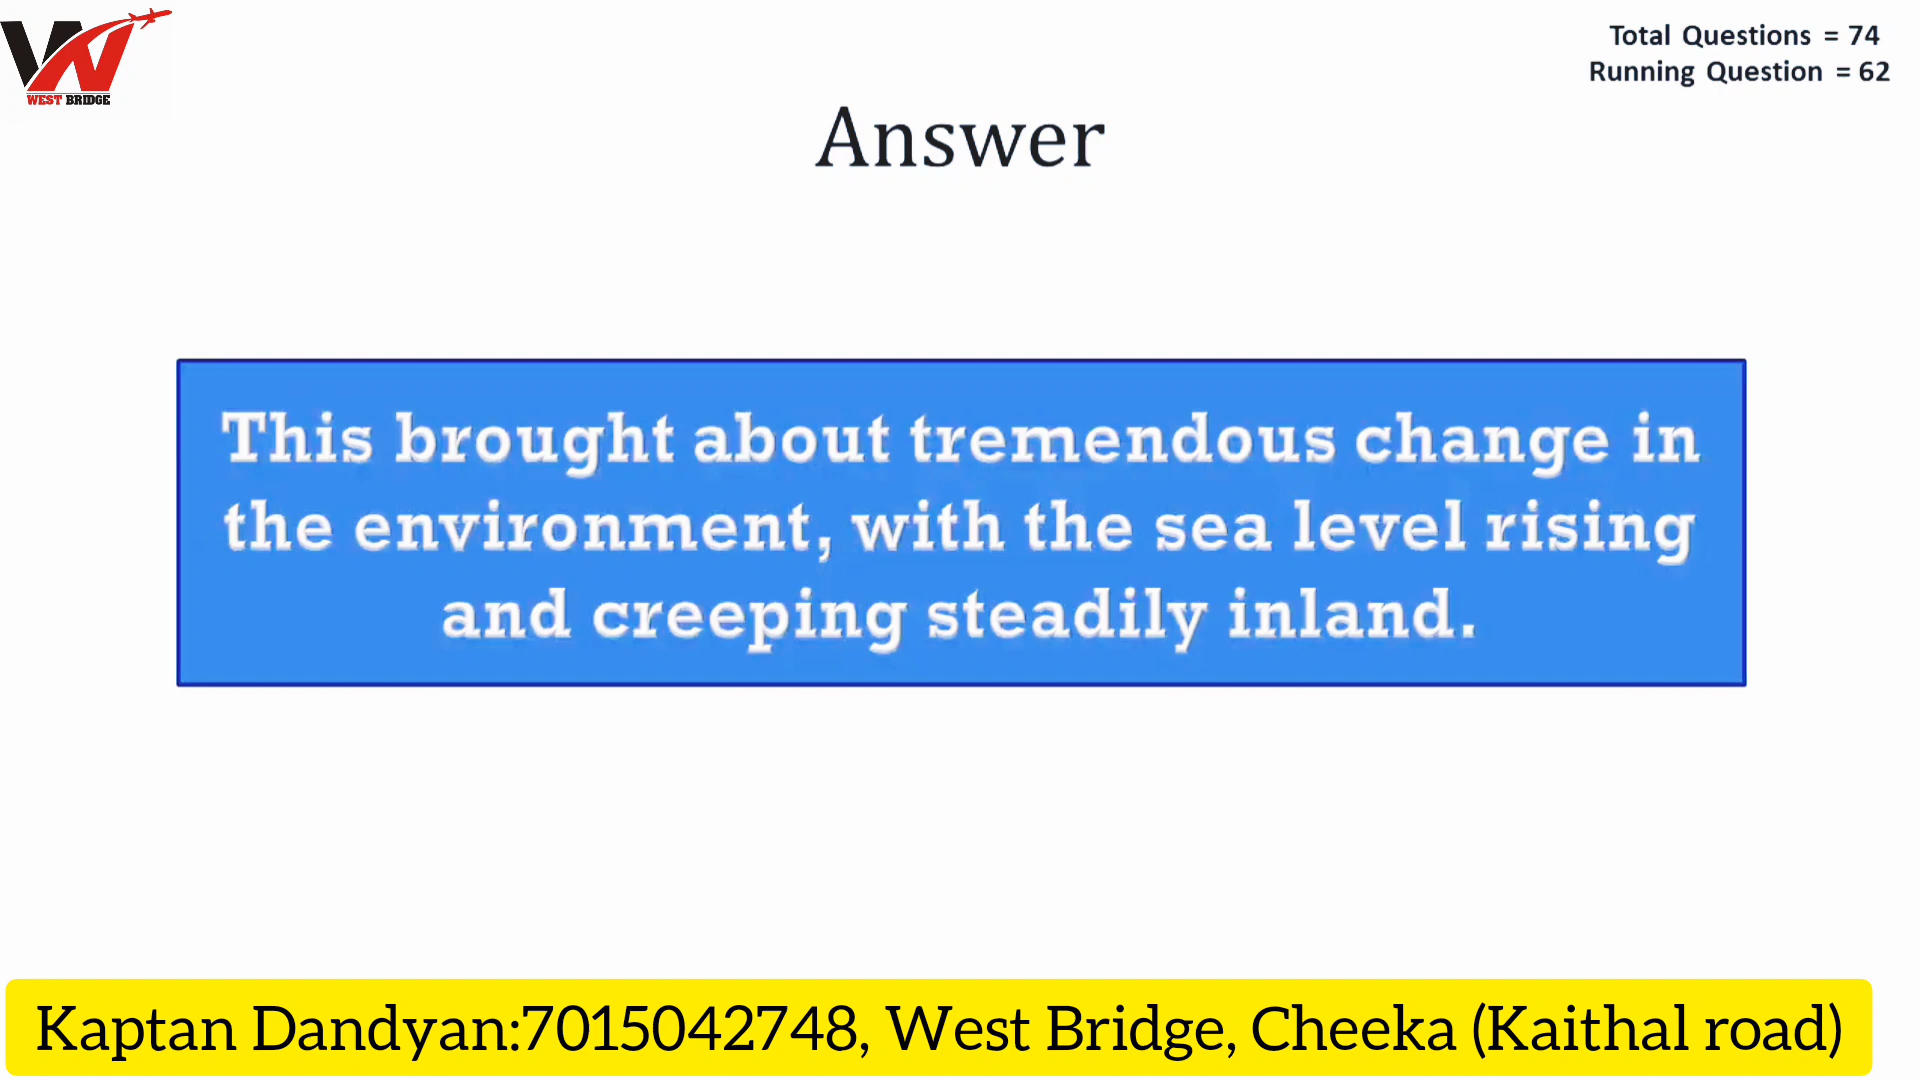 WEST BRIDGE
Total Questions = 74
Running Question = 62
Answer
This brought about tremendous change in
the environment, with the sea level rising
and creeping steadily inland.
Kaptan Dandyan:7015042748, West Bridge, Cheeka (Kaithal road)